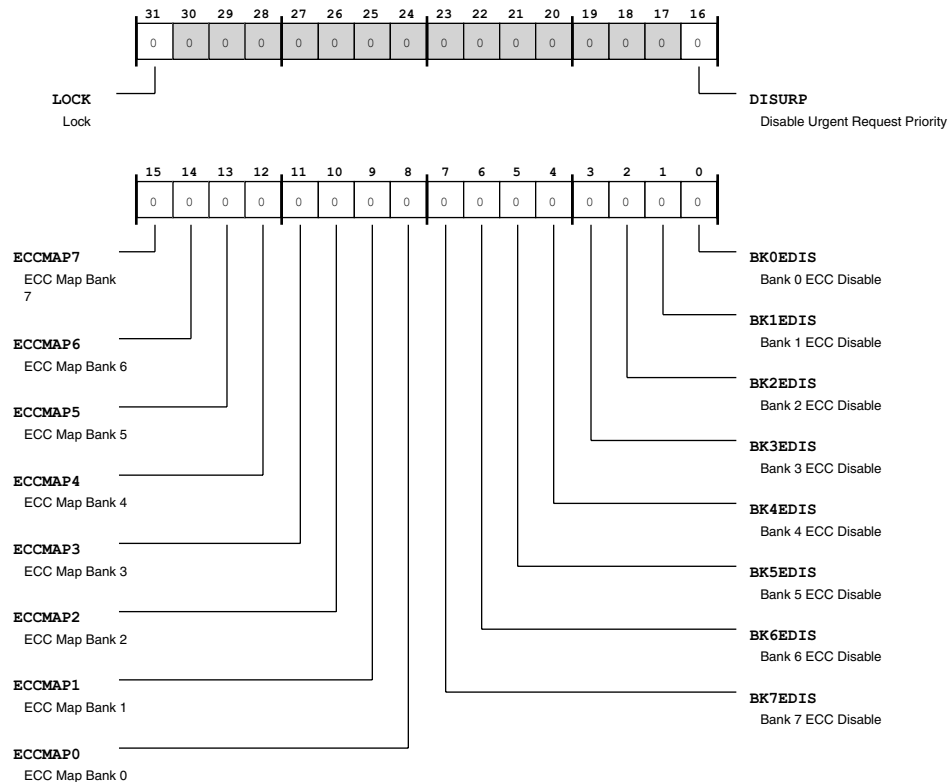 31 30 29 28 27 26 25 24 23 22 21 20 19 18 17 16
0 0 0 0 0 0 0 0 0 0 0 0 0 0 0 0
LOCK
Lock
DISURP
Disable Urgent Request Priority
15 14 13 12 11 10 9 8 7 6 5 4 3 2 1 0
0 0 0 0 0 0 0 0 0 0 0 0 0 0 0 0
ECCMAP7
ECC Map Bank
7
ECCMAP6
ECC Map Bank 6
ECCMAP5
ECC Map Bank 5
ECCMAP4
ECC Map Bank 4
ECCMAP3
ECC Map Bank 3
ECCMAP2
ECC Map Bank 2
ECCMAP1
ECC Map Bank 1
ECCMAP0
ECC Map Bank 0
BK0EDIS
Bank 0 ECC Disable
BK1EDIS
Bank 1 ECC Disable
BK2EDIS
Bank 2 ECC Disable
BK3EDIS
Bank 3 ECC Disable
BK4EDIS
Bank 4 ECC Disable
BK5EDIS
Bank 5 ECC Disable
BK6EDIS
Bank 6 ECC Disable
BK7EDIS
Bank 7 ECC Disable